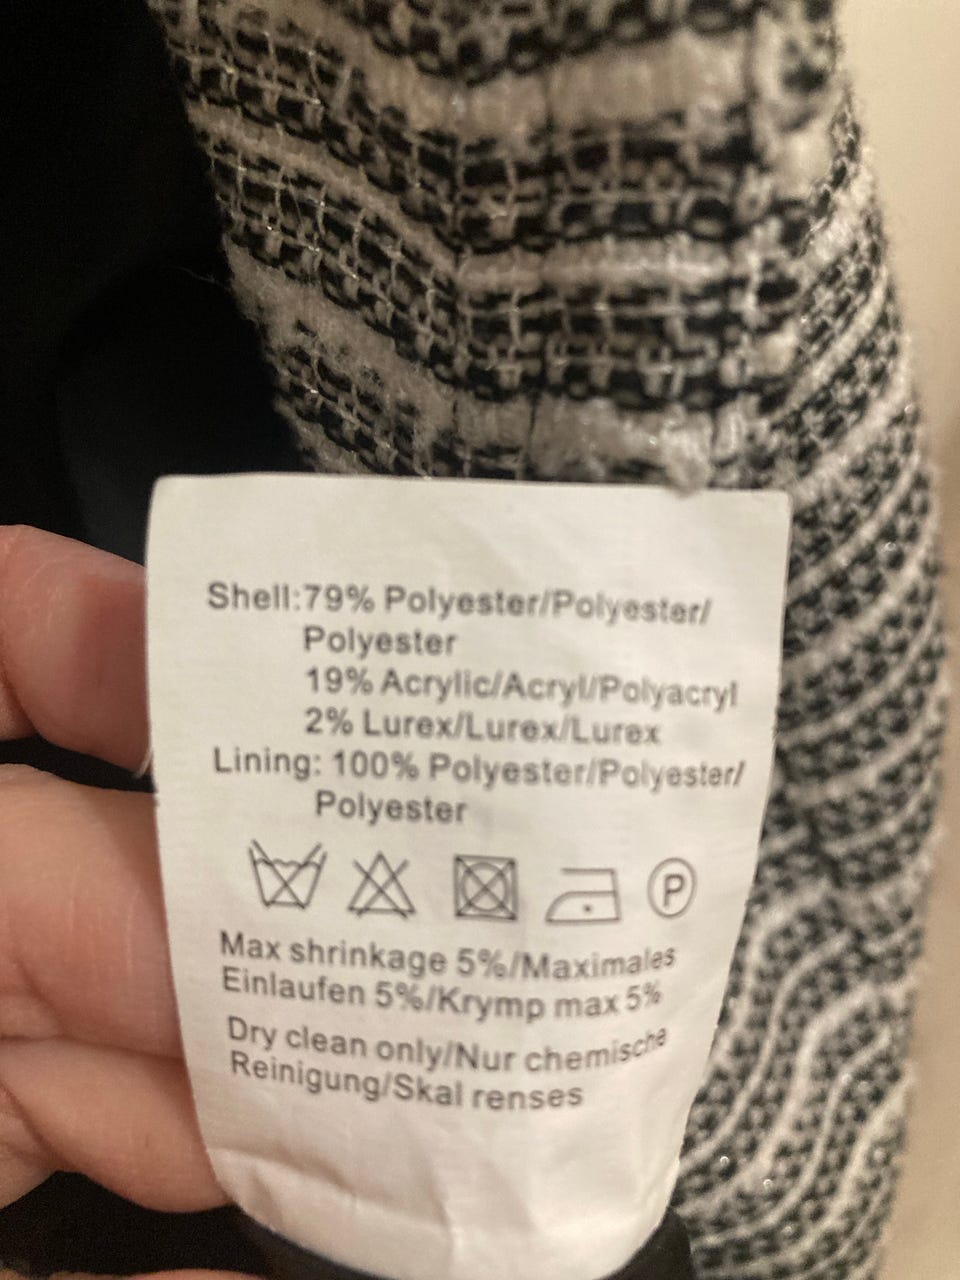 Shell:79% Polyester/Polyester/
Polyester
19% Acrylic/Acryl/Polyacryl
2% Lurex/Lurex/Lurex
Lining: 100% Polyester/Polyester/
Polyester
P
Max shrinkage 5%/Maximales
Einlaufen 5%/Krymp max 5%
Dry clean only/Nur chemische
Reinigung/Skal renses